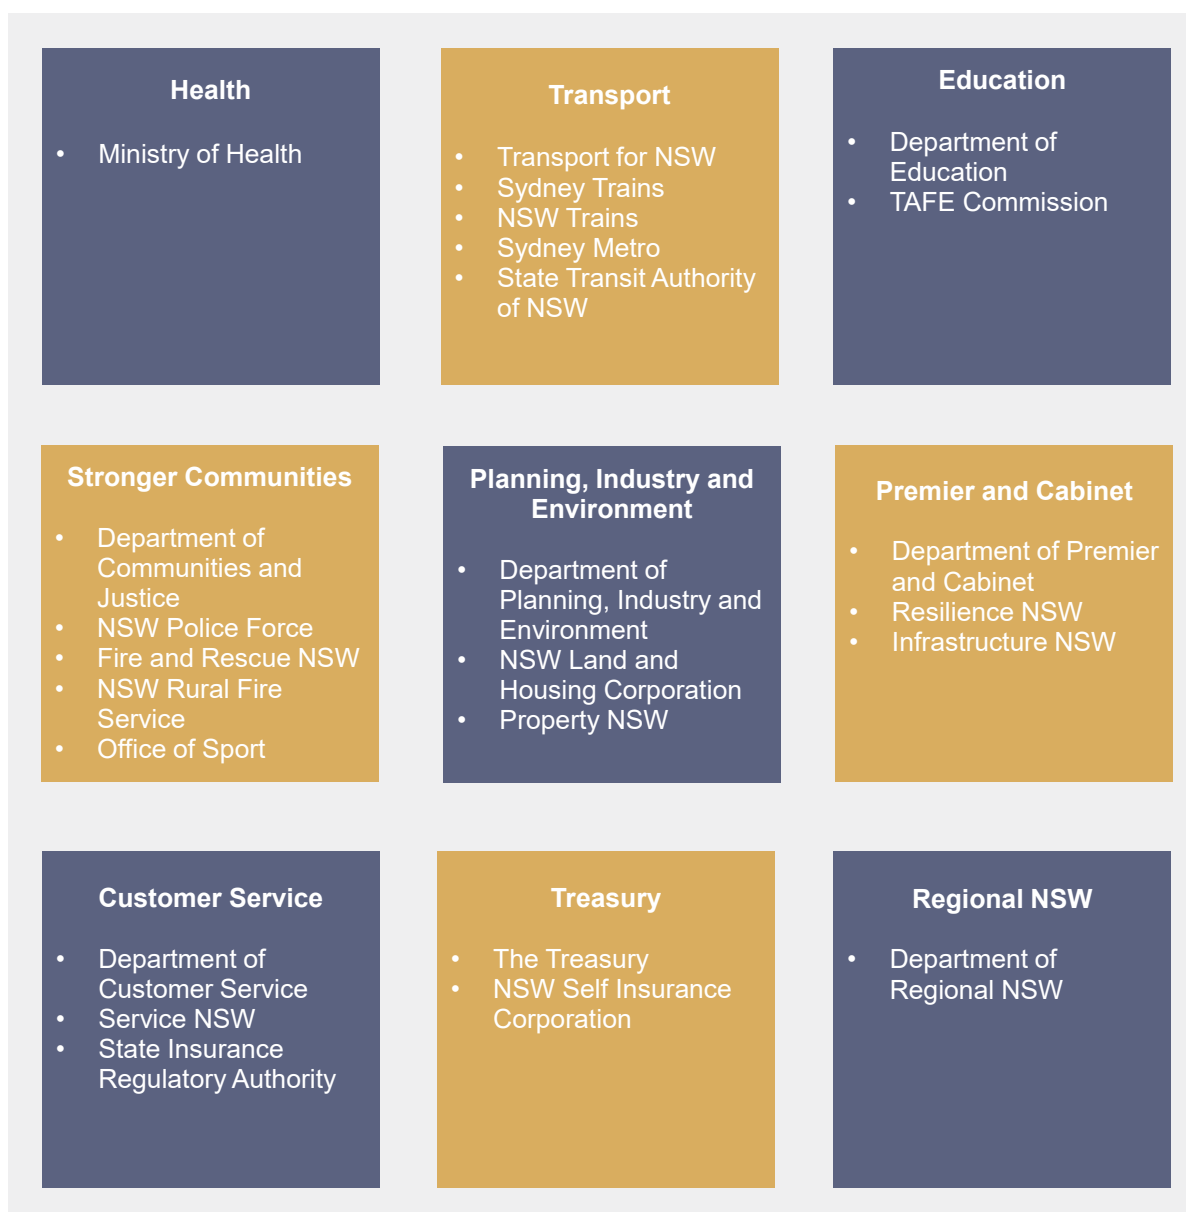 Health
• Ministry of Health
Transport
• Transport for NSW
• Sydney Trains
• NSW Trains
• Sydney Metro
• State Transit Authority
of NSW
Education
• Department of
Education
• TAFE Commission
Stronger Communities
• Department of
Communities and
Justice
• NSW Police Force
• Fire and Rescue NSW
• NSW Rural Fire
Service
• Office of Sport
Planning, Industry and
Environment
• Department of
Planning, Industry and
Environment
• NSW Land and
Housing Corporation
• Property NSW
Premier and Cabinet
• Department of Premier
and Cabinet
• Resilience NSW
• Infrastructure NSW
Customer Service
• Department of
Customer Service
• Service NSW
• State Insurance
Regulatory Authority
Treasury
• The Treasury
• NSW Self Insurance
Corporation
Regional NSW
• Department of
Regional NSW